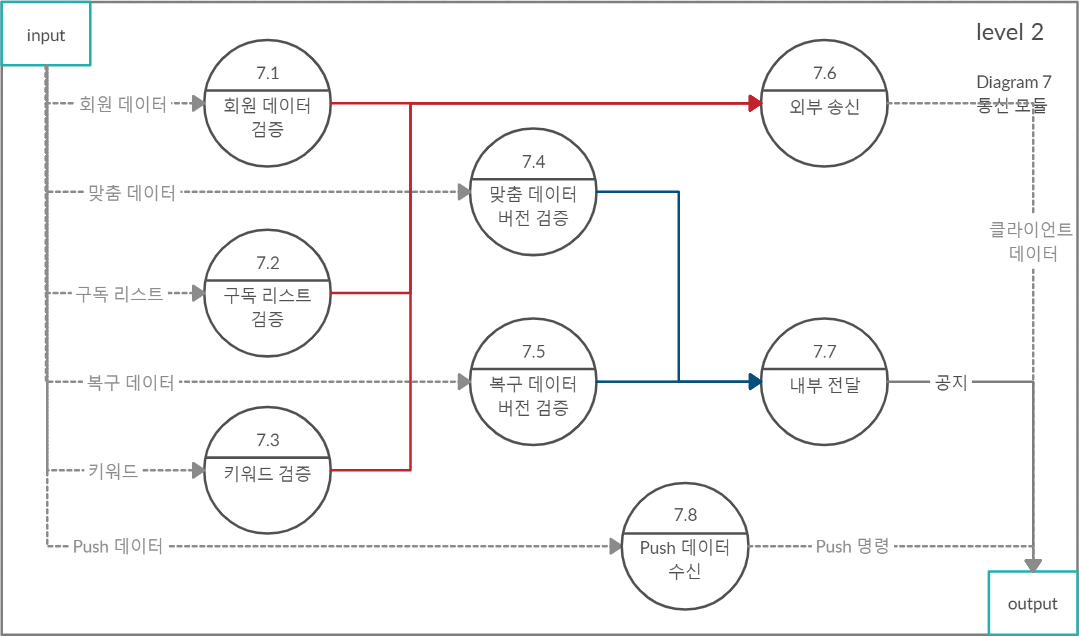 input
level 2
Diagram 7
통신 모듈
7.1
회원 데이터
검증
7.6
외부 송신
회원 데이터
7.4
맞춤 데이터
버전 검증
맞춤 데이터
클라이언트
데이터
7.2
구독 리스트
검증
구독 리스트
7.5
복구 데이터
버전 검증
7.7
내부 전달
복구 데이터
공지
7.3
키워드 검증
키워드
7.8
Push 데이터
수신
Push 데이터
Push 명령
output